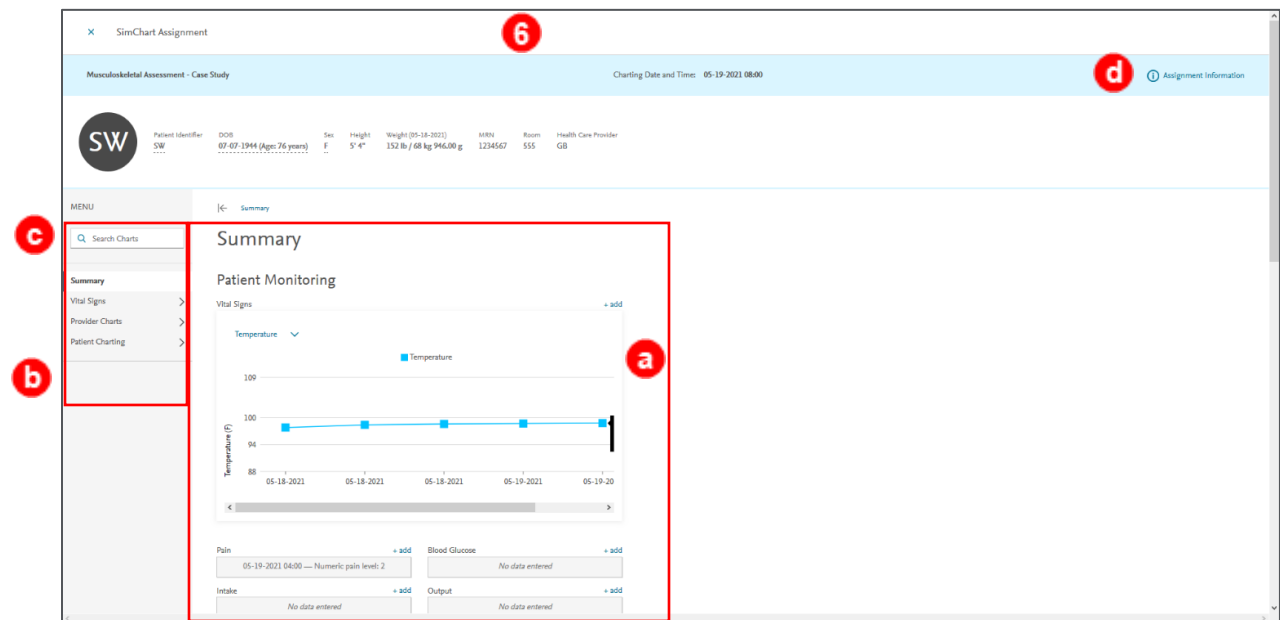 SimChart Assignment
6
Musculoskeletal Assessment - Case Study
Charting Date and Time: 05-19-2021 08:00
d
Assignment Information
SW
Patient Identifier DOB Sex Height Weight (05-18-2021) MRN Room Health Care Provider
SW 07-07-1944 (Age: 76 years) F 5' 4" 152 lb / 68 kg 946.00 g 1234567 555 GB
MENU
Summary
c
Search Charts
Summary
Vital Signs
Provider Charts
Patient Charting
b
Summary
Patient Monitoring
Vital Signs + add
Temperature
Temperature
a
109
100
94
88
Temperature (F)
05-18-2021 05-18-2021 05-18-2021 05-19-2021 05-19-20
Pain + add Blood Glucose + add
05-19-2021 04:00 — Numeric pain level: 2 No data entered
Intake + add Output + add
No data entered No data entered